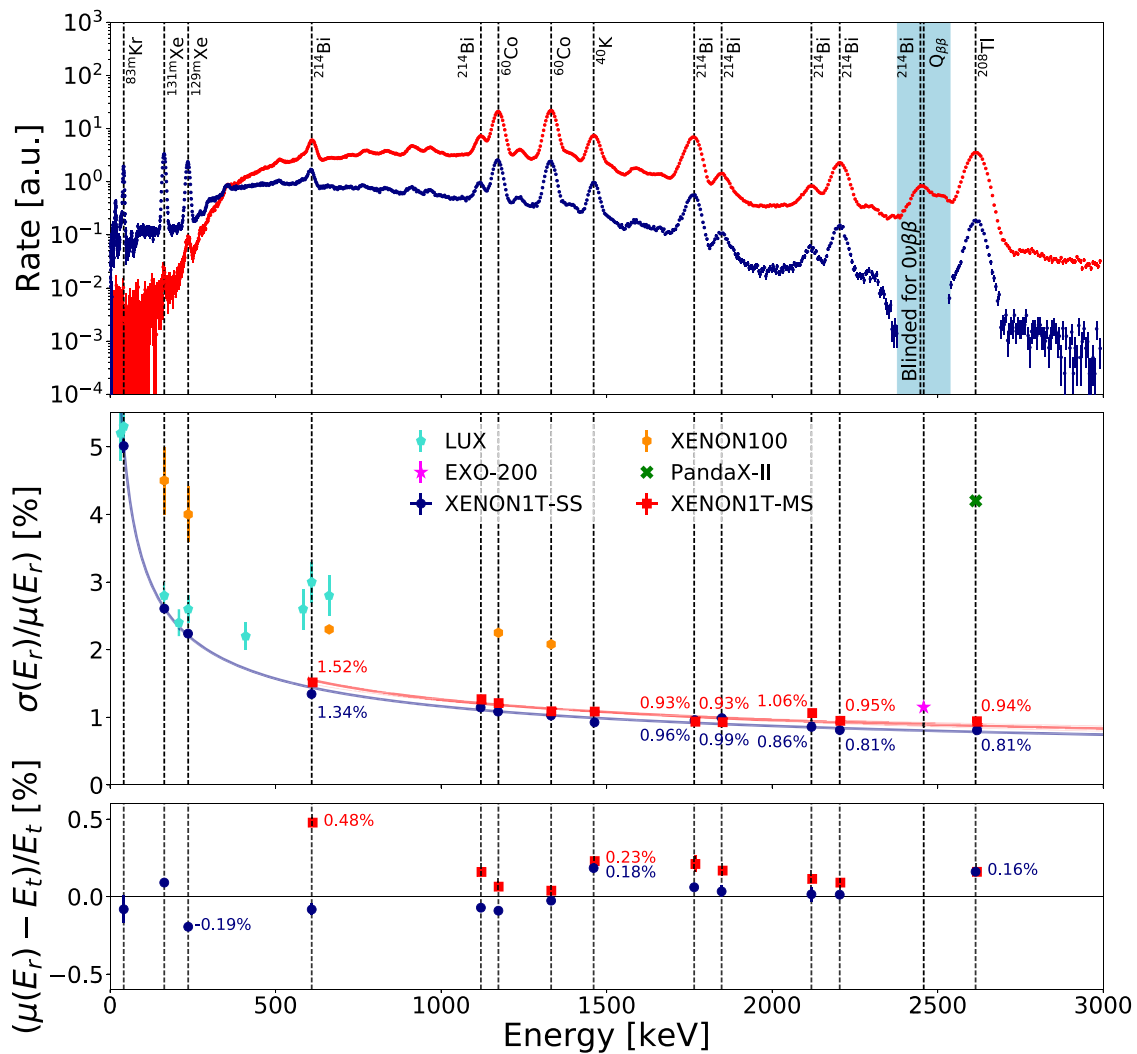 Rate [a.u.]
10³
10²
10¹
10⁰
10⁻¹
10⁻²
10⁻³
10⁻⁴
⁸³ᵐKr
¹³¹ᵐXe
¹²⁹ᵐXe
²¹⁴Bi
²¹⁴Bi
⁶⁰Co
⁶⁰Co
⁴⁰K
²¹⁴Bi
²¹⁴Bi
²¹⁴Bi
²¹⁴Bi
²¹⁴Bi
Qββ
²⁰⁸Tl
Blinded for 0νββ
σ(Eᵣ)/μ(Eᵣ) [%]
5
4
3
2
1
0
LUX
EXO-200
XENON1T-SS
XENON100
PandaX-II
XENON1T-MS
1.52%
1.34%
0.93%
0.93%
1.06%
0.95%
0.94%
0.96%
0.99%
0.86%
0.81%
0.81%
(μ(Eᵣ) − Eₜ)/Eₜ [%]
0.5
0.0
−0.5
0.48%
-0.19%
0.23%
0.18%
0.16%
0
500
1000
1500
2000
2500
3000
Energy [keV]